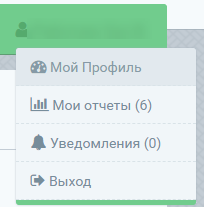 Мой Профиль
Мои отчеты (6)
Уведомления (0)
Выход